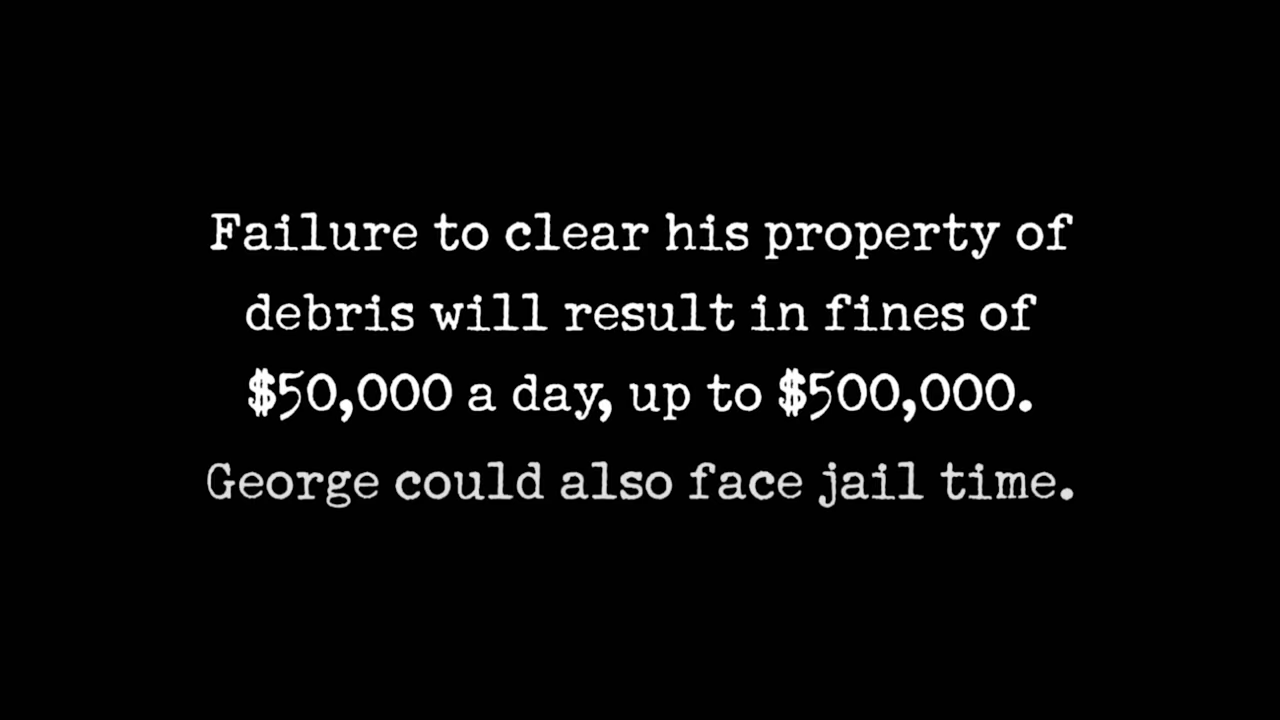 Failure to clear his property of
debris will result in fines of
$50,000 a day, up to $500,000.
George could also face jail time.